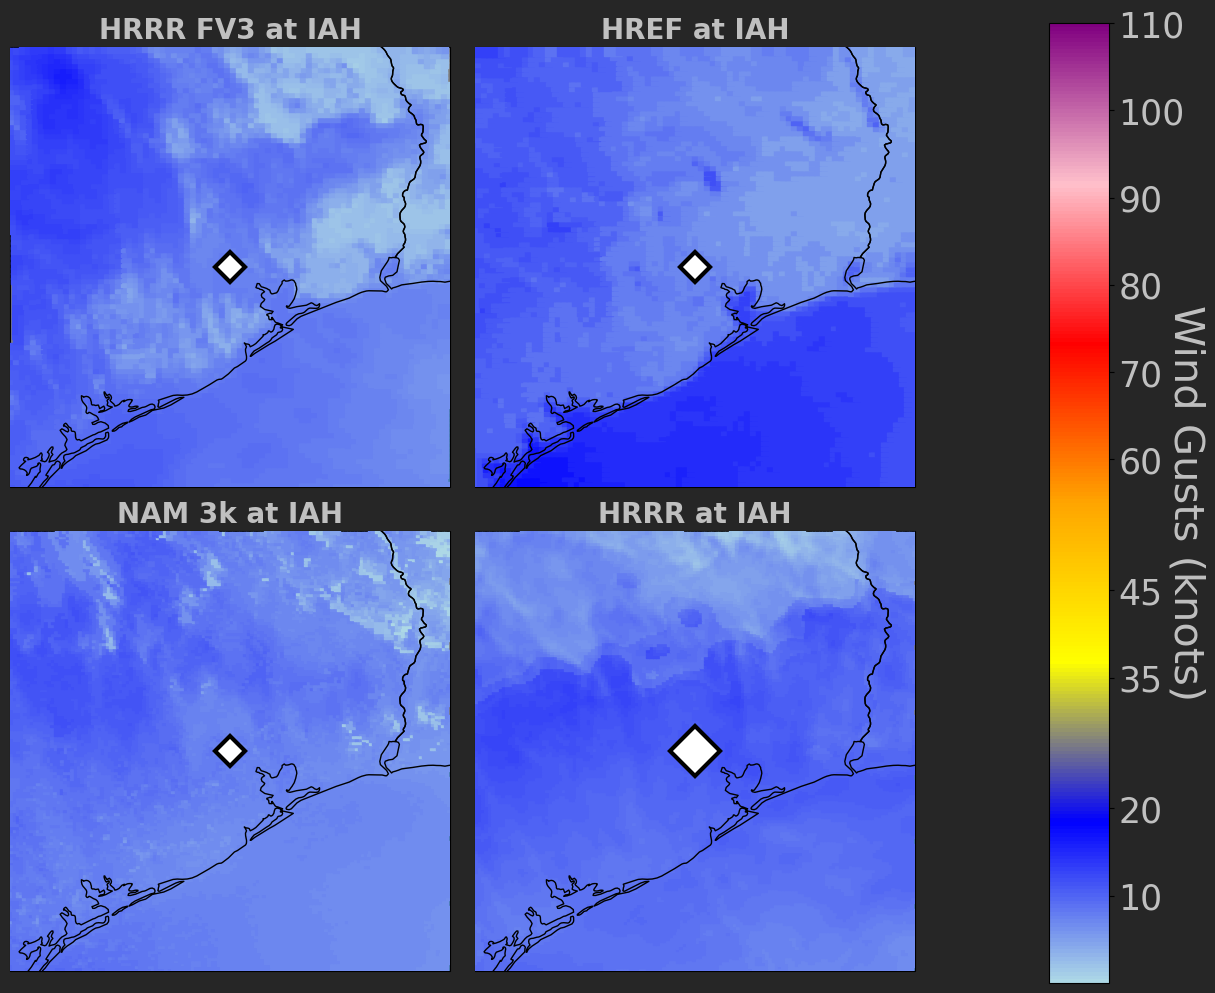 HRRR FV3 at IAH
HREF at IAH
NAM 3k at IAH
HRRR at IAH
110
100
90
80
70
60
45
35
20
10
Wind Gusts (knots)